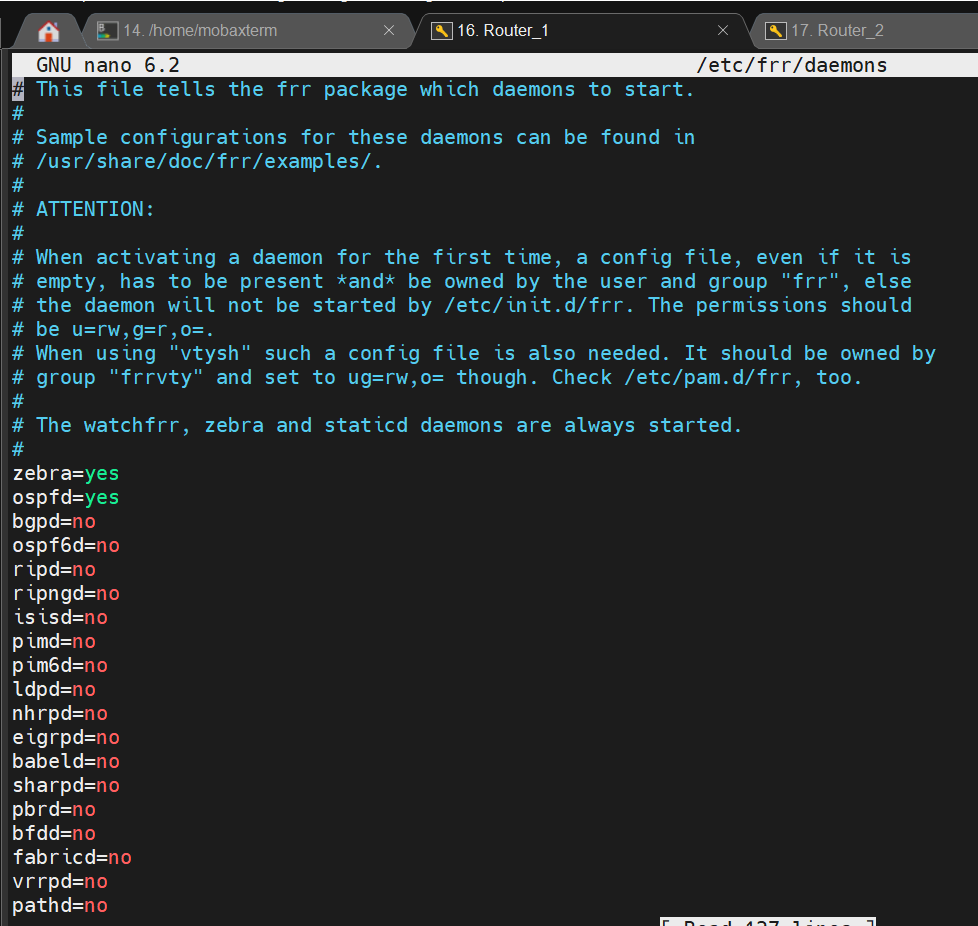 14. /home/mobaxterm
16. Router_1
17. Router_2
GNU nano 6.2 /etc/frr/daemons
# This file tells the frr package which daemons to start.
#
# Sample configurations for these daemons can be found in
# /usr/share/doc/frr/examples/.
#
# ATTENTION:
#
# When activating a daemon for the first time, a config file, even if it is
# empty, has to be present *and* be owned by the user and group "frr", else
# the daemon will not be started by /etc/init.d/frr. The permissions should
# be u=rw,g=r,o=.
# When using "vtysh" such a config file is also needed. It should be owned by
# group "frrvty" and set to ug=rw,o= though. Check /etc/pam.d/frr, too.
#
# The watchfrr, zebra and staticd daemons are always started.
#
zebra=yes
ospfd=yes
bgpd=no
ospf6d=no
ripd=no
ripngd=no
isisd=no
pimd=no
pim6d=no
ldpd=no
nhrpd=no
eigrpd=no
babeld=no
sharpd=no
pbrd=no
bfdd=no
fabricd=no
vrrpd=no
pathd=no